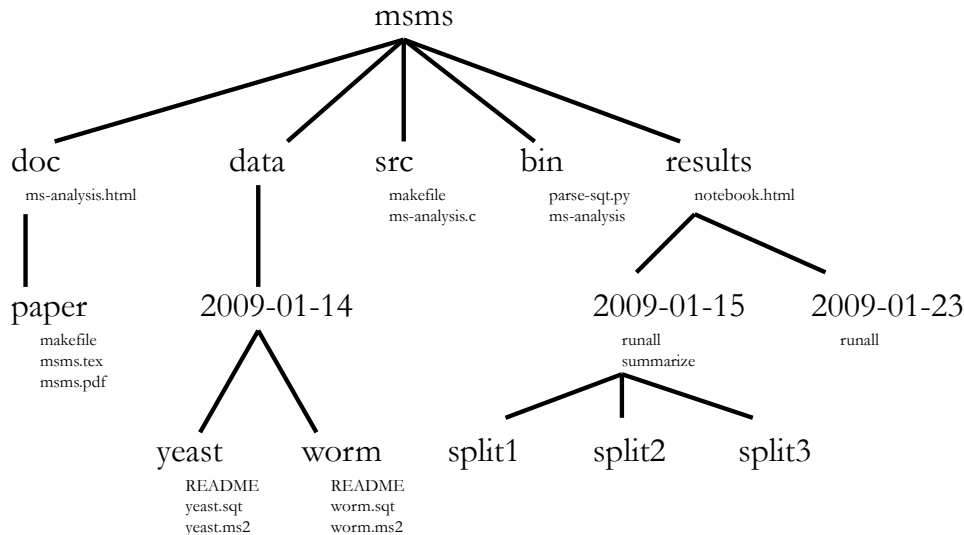 msms
doc data src bin results
ms-analysis.html makefile parse-sqt.py notebook.html
ms-analysis.c ms-analysis
paper 2009-01-14 2009-01-15 2009-01-23
makefile runall runall
msms.tex summarize
msms.pdf
yeast worm split1 split2 split3
README README
yeast.sqt worm.sqt
yeast.ms2 worm.ms2